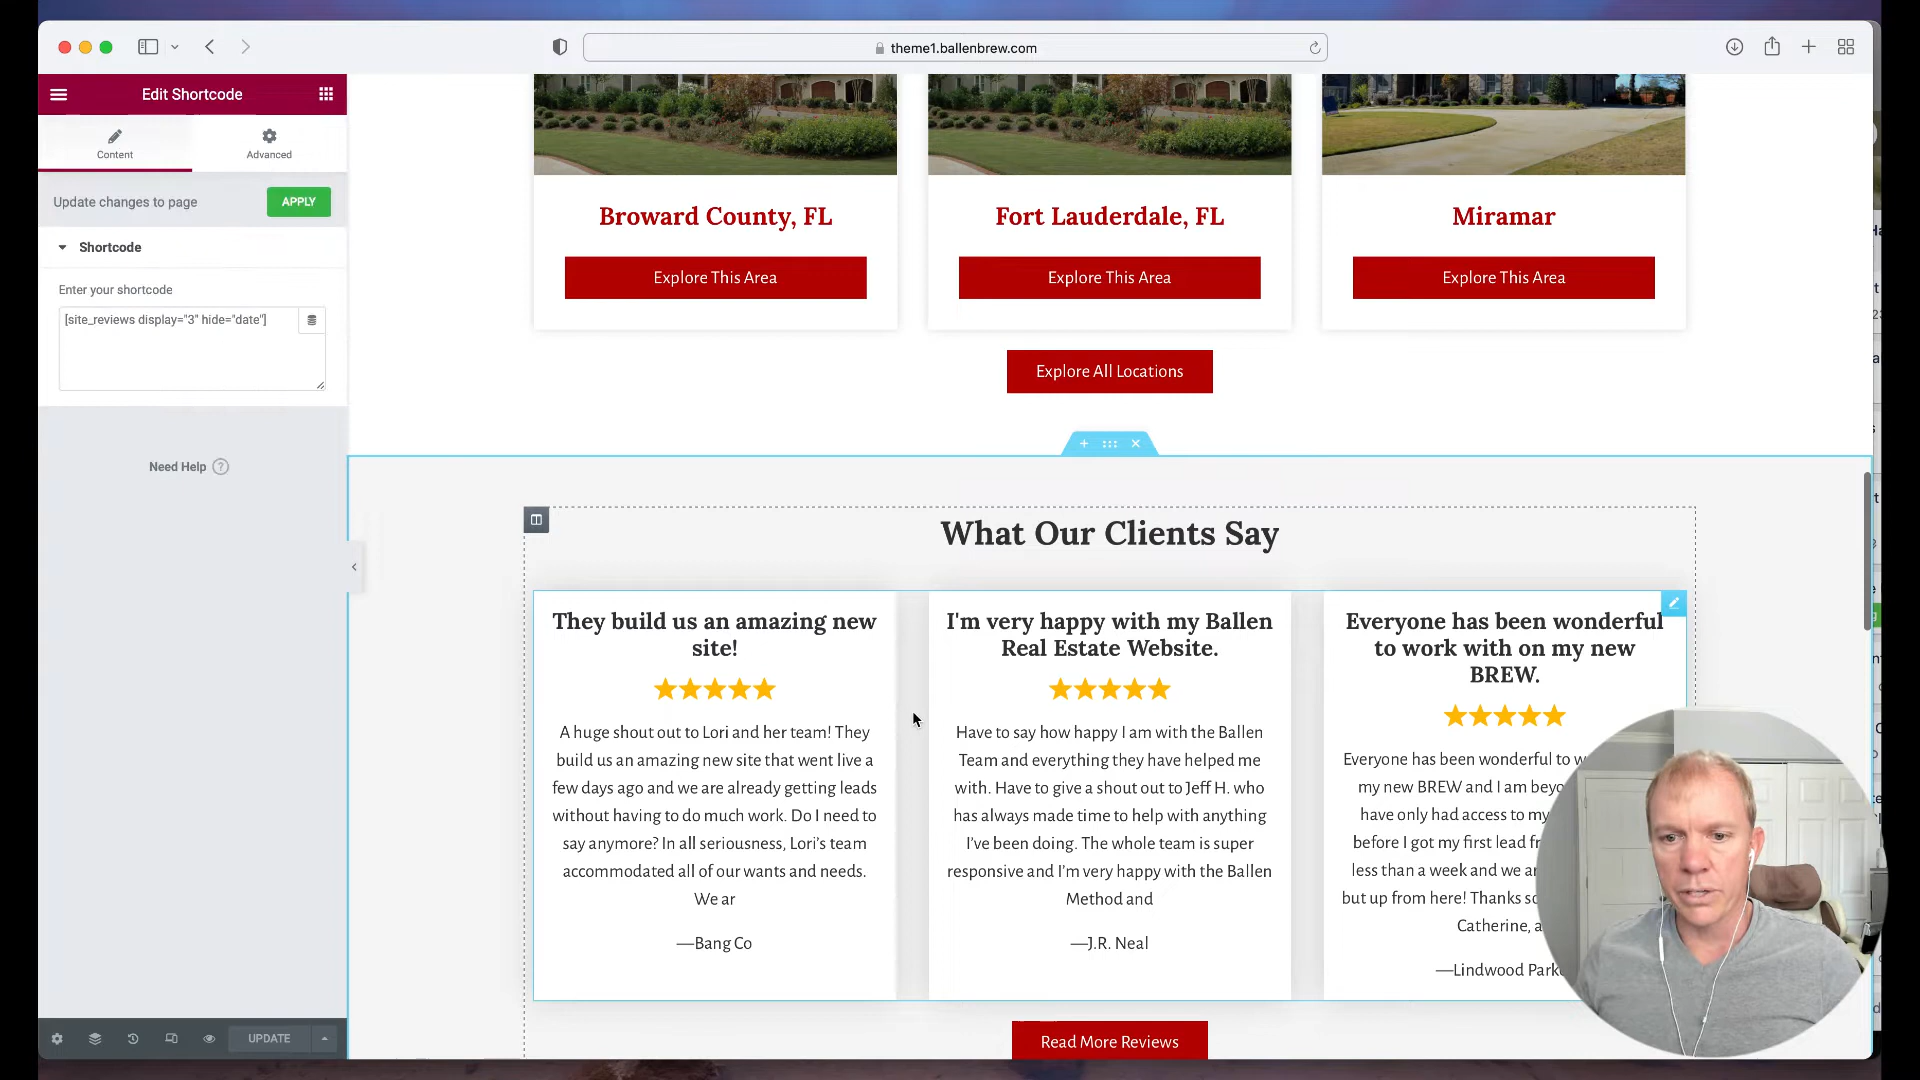 theme1.ballenbrew.com
Edit Shortcode
Content
Advanced
Update changes to page
APPLY
Shortcode
Enter your shortcode
[site_reviews display="3" hide="date"]
Need Help ?
UPDATE
Broward County, FL
Explore This Area
Fort Lauderdale, FL
Explore This Area
Miramar
Explore This Area
Explore All Locations
What Our Clients Say
They build us an amazing new
site!
A huge shout out to Lori and her team! They
build us an amazing new site that went live a
few days ago and we are already getting leads
without having to do much work. Do I need to
say anymore? In all seriousness, Lori's team
accommodated all of our wants and needs.
We ar
—Bang Co
I'm very happy with my Ballen
Real Estate Website.
Have to say how happy I am with the Ballen
Team and everything they have helped me
with. Have to give a shout out to Jeff H. who
has always made time to help with anything
I've been doing. The whole team is super
responsive and I'm very happy with the Ballen
Method and
—J.R. Neal
Everyone has been wonderful
to work with on my new
BREW.
Everyone has been wonderful to
my new BREW and I am
have only had access to
before I got my first lead
less than a week and we
but up from here! Thanks
Catherine,
—Lindwood
Read More Reviews